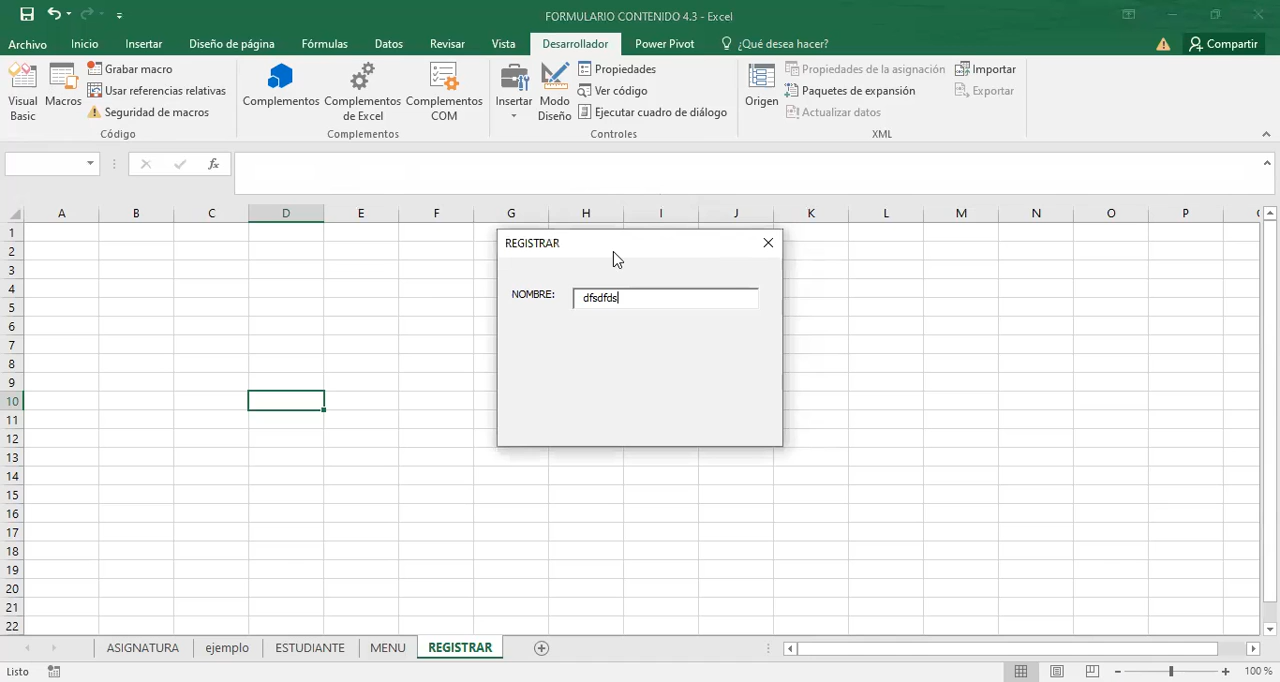 FORMULARIO CONTENIDO 4.3 - Excel
Archivo Inicio Insertar Diseño de página Fórmulas Datos Revisar Vista Desarrollador Power Pivot ¿Qué desea hacer? Compartir
Visual Basic
Macros
Grabar macro
Usar referencias relativas
Seguridad de macros
Código
Complementos
Complementos de Excel
Complementos COM
Complementos
Insertar
Modo Diseño
Propiedades
Ver código
Ejecutar cuadro de diálogo
Controles
Origen
Propiedades de la asignación
Paquetes de expansión
Actualizar datos
Importar
Exportar
XML
fx
A B C D E F G H I J K L M N O P
1
2
3
4
5
6
7
8
9
10
11
12
13
14
15
16
17
18
19
20
21
22
REGISTRAR
NOMBRE: dfsdfds
ASIGNATURA ejemplo ESTUDIANTE MENU REGISTRAR
Listo
100 %